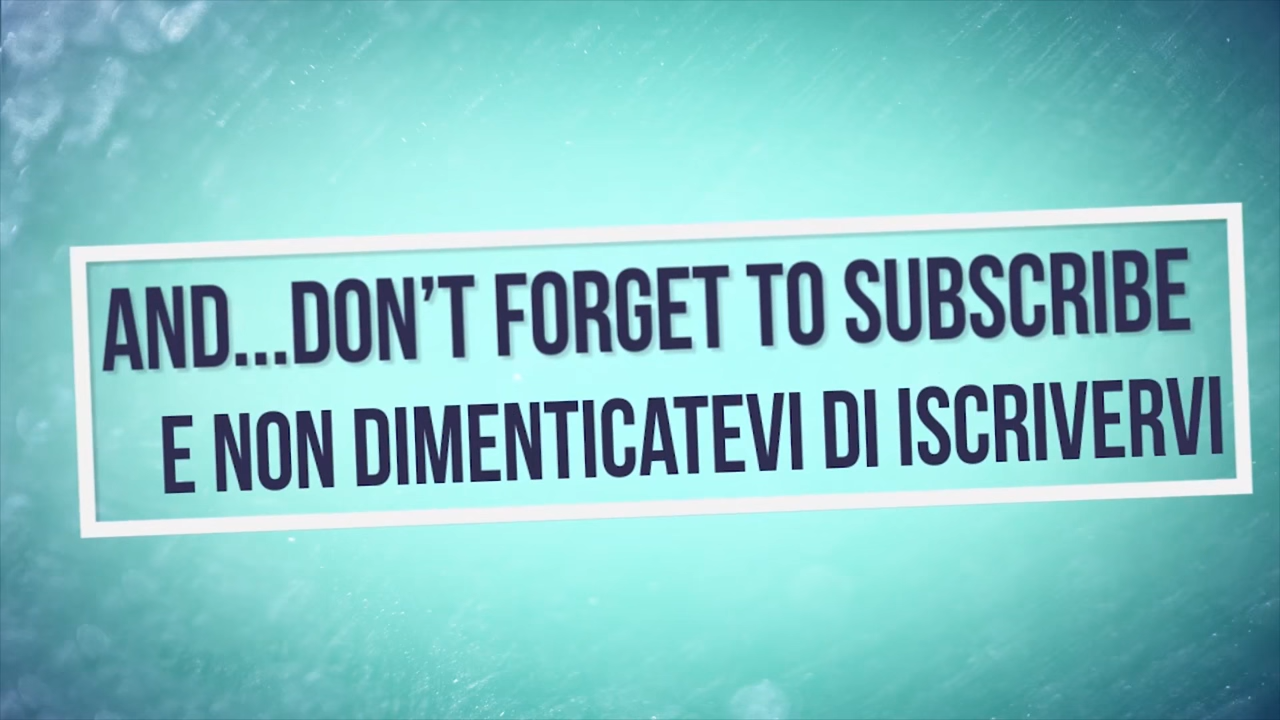 AND...DON'T FORGET TO SUBSCRIBE
E NON DIMENTICATEVI DI ISCRIVERVI